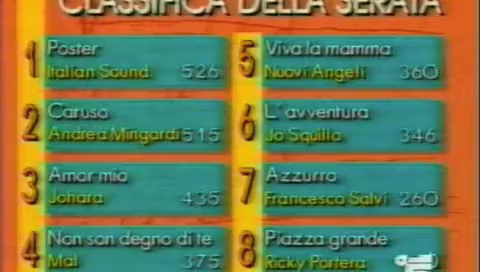 CLASSIFICA DELLA SERATA
1 Poster
Italian Sound 526
2 Caruso
Andrea Mingardi 515
3 Amor mio
Johara 435
4 Non son degno di te
Mal 375
5 Viva la mamma
Nuovi Angeli 360
6 L'avventura
Jo Squillo 346
7 Azzurro
Francesco Salvi 260
8 Piazza grande
Ricky Portera